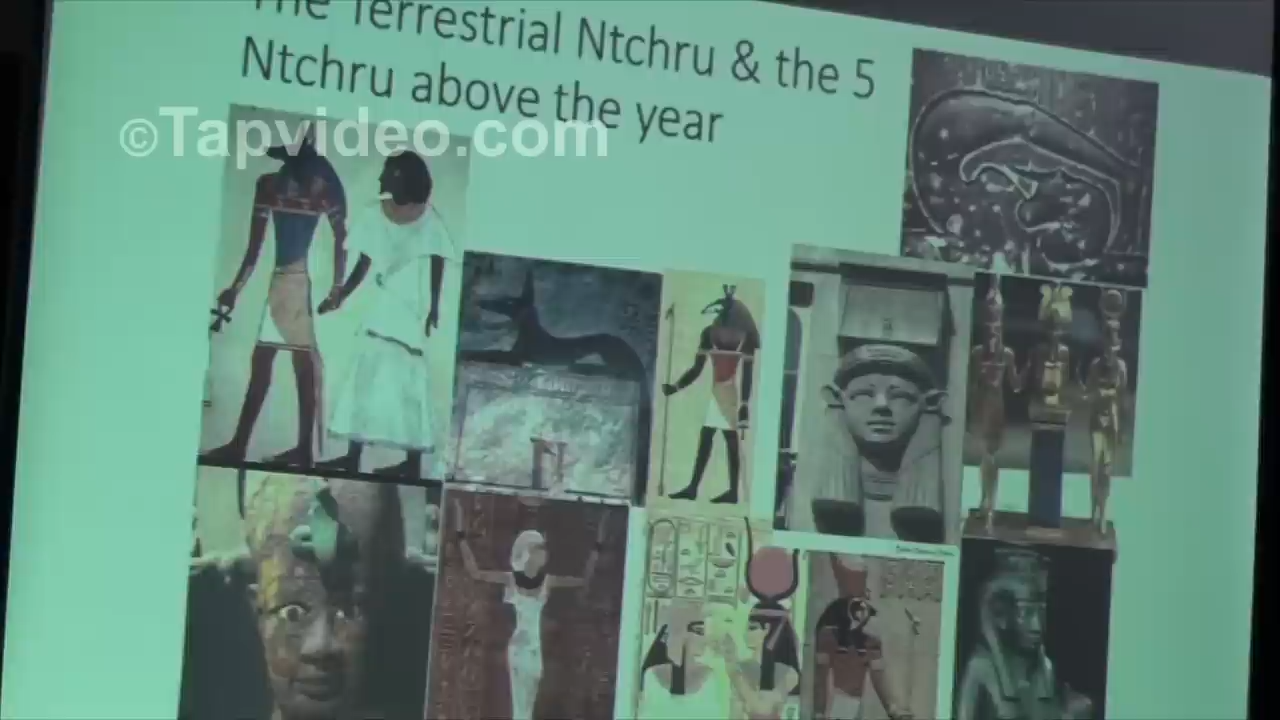 The Terrestrial Ntchru & the 5
Ntchru above the year
©Tapvideo.com